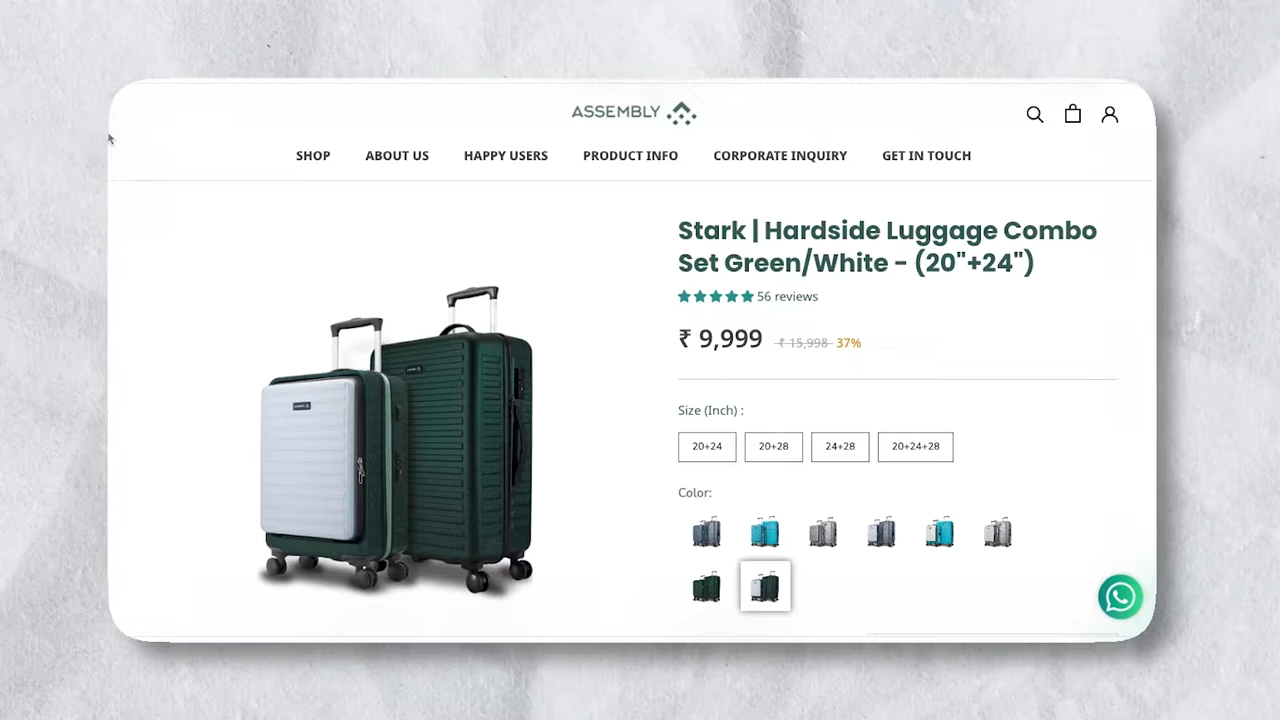 ASSEMBLY
SHOP ABOUT US HAPPY USERS PRODUCT INFO CORPORATE INQUIRY GET IN TOUCH
Stark | Hardside Luggage Combo
Set Green/White - (20"+24")
56 reviews
₹ 9,999 ₹ 15,998 37%
Size (Inch) :
20+24 20+28 24+28 20+24+28
Color: